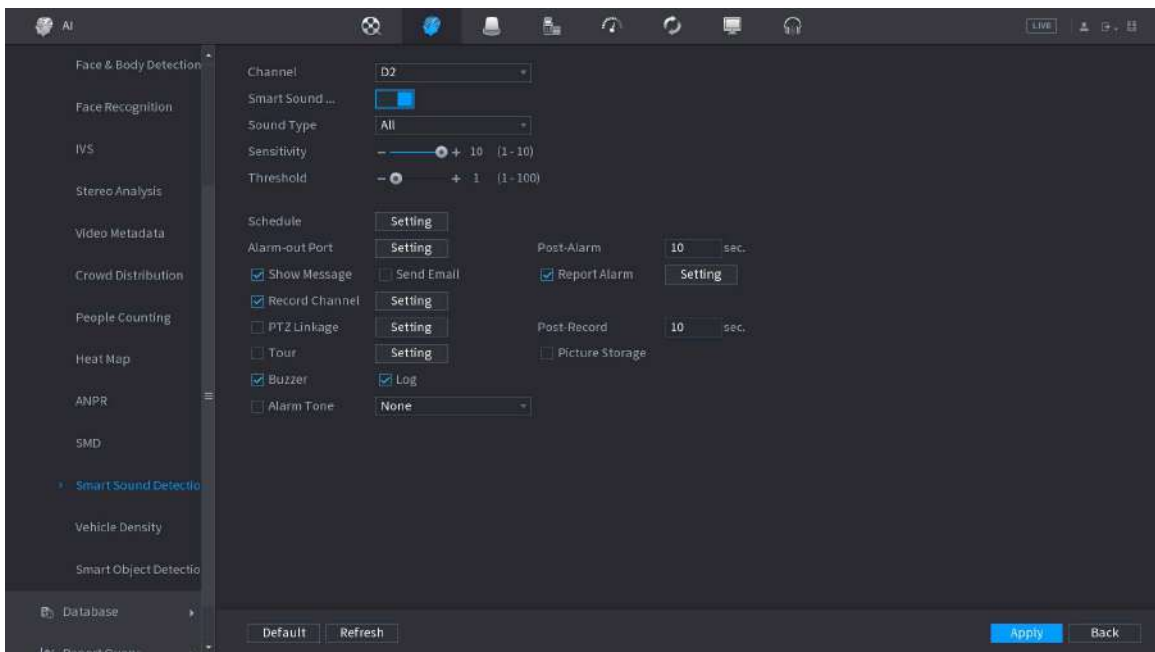 AI
LIVE
Face & Body Detection
Face Recognition
IVS
Stereo Analysis
Video Metadata
Crowd Distribution
People Counting
Heat Map
ANPR
SMD
Smart Sound Detectio
Vehicle Density
Smart Object Detectio
Database
Channel D2
Smart Sound ...
Sound Type All
Sensitivity - + 10 (1-10)
Threshold - + 1 (1-100)
Schedule Setting
Alarm-out Port Setting Post-Alarm 10 sec.
Show Message Send Email Report Alarm Setting
Record Channel Setting
PTZ Linkage Setting Post-Record 10 sec.
Tour Setting Picture Storage
Buzzer Log
Alarm Tone None
Default Refresh Apply Back